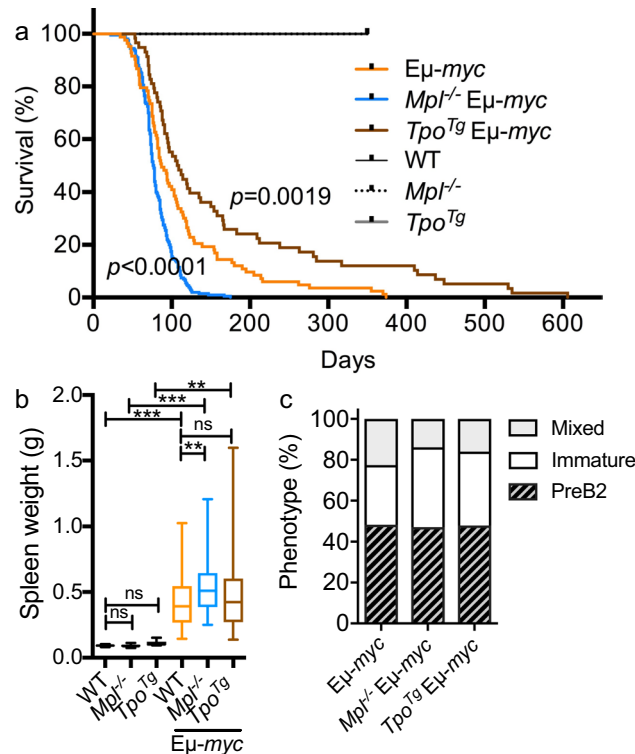 a
100
80
60
40
20
0
Survival (%)
0 100 200 300 400 500 600
Days
Eμ-myc
Mpl-/- Eμ-myc
TpoTg Eμ-myc
WT
Mpl-/-
TpoTg
p=0.0019
p<0.0001
b
2.0
1.5
1.0
0.5
0.0
Spleen weight (g)
**
***
***
ns
**
ns
ns
WT Mpl-/- TpoTg WT Mpl-/- TpoTg
Eμ-myc
c
100
80
60
40
20
0
Phenotype (%)
Mixed
Immature
PreB2
Eμ-myc
Mpl-/- Eμ-myc
TpoTg Eμ-myc